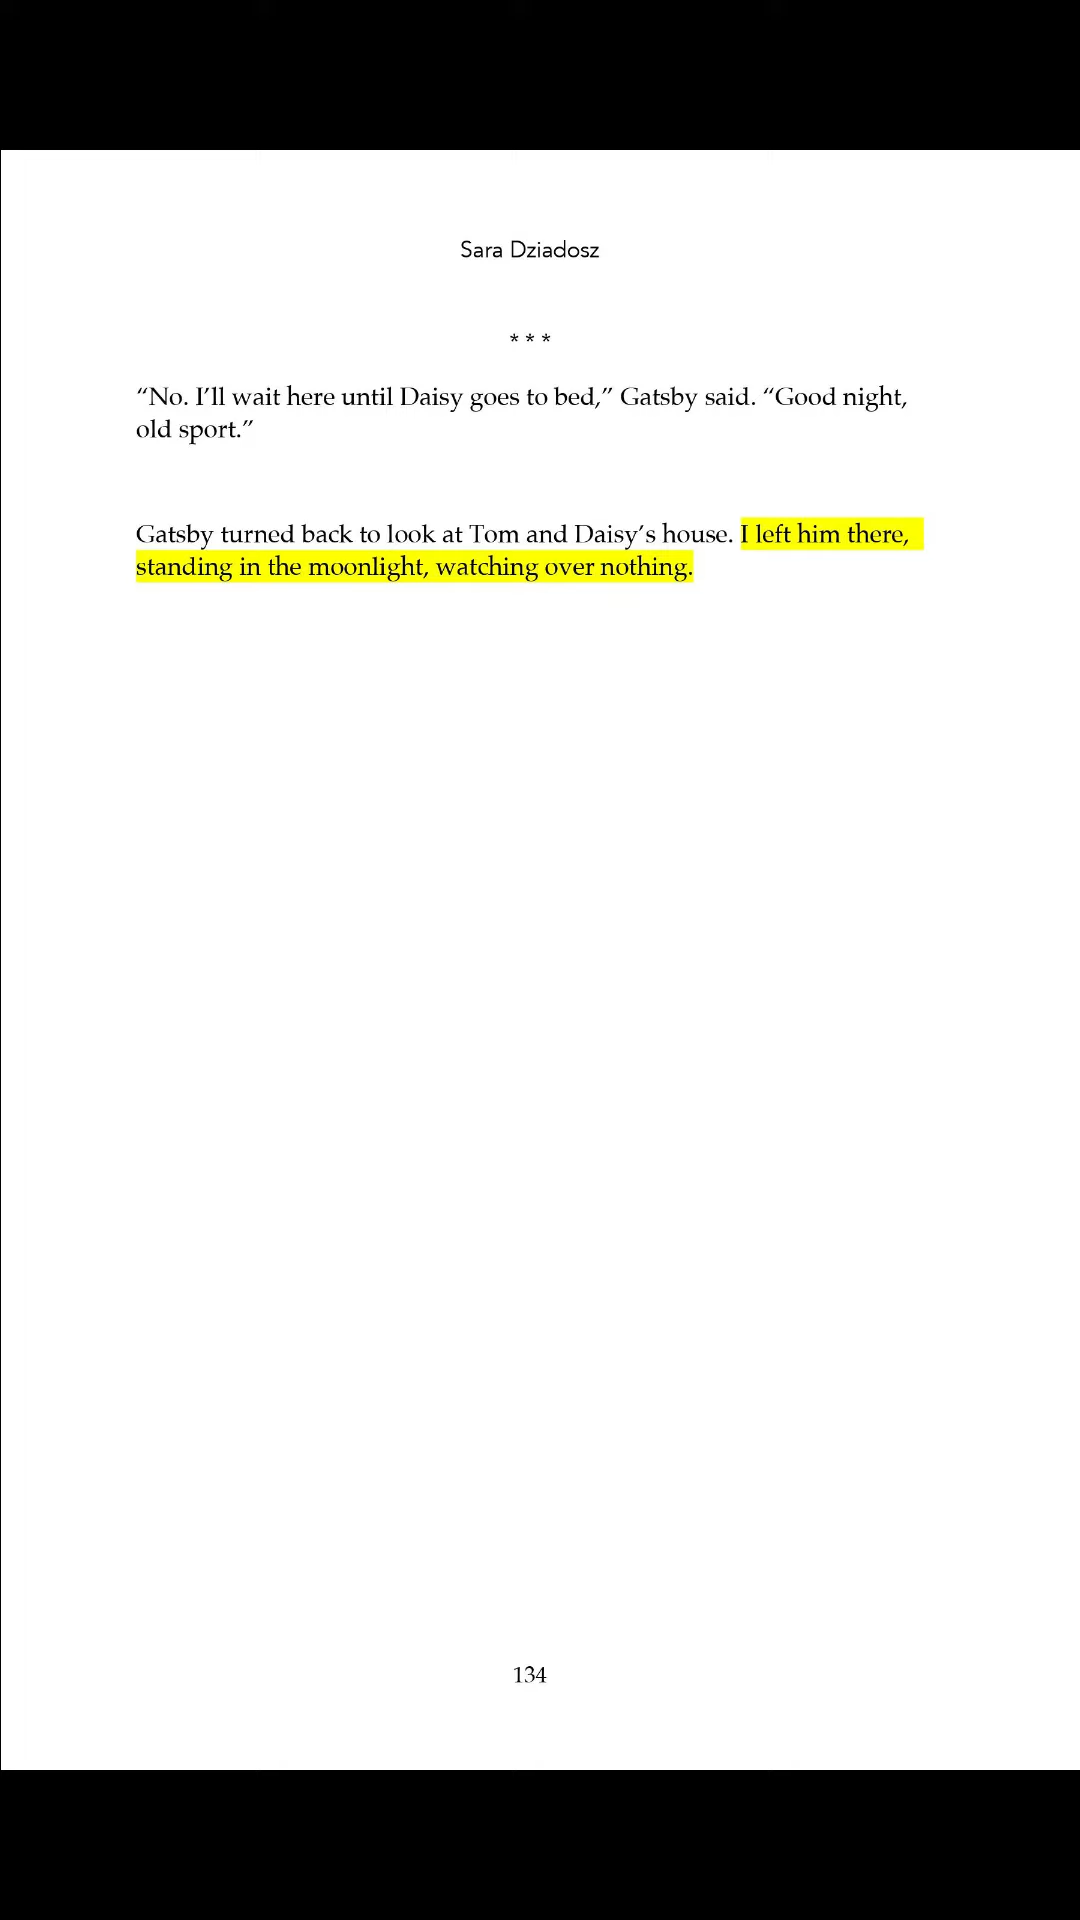 Sara Dziadosz
* * *
“No. I’ll wait here until Daisy goes to bed,” Gatsby said. “Good night,
old sport.”
Gatsby turned back to look at Tom and Daisy’s house. I left him there,
standing in the moonlight, watching over nothing.
134